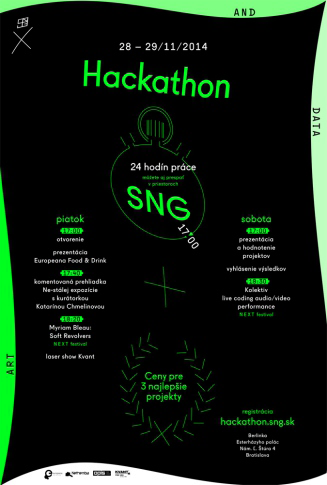 AND
28 – 29/11/2014
Hackathon
DATA
24 hodín práce
môžete aj prespať
v priestoroch
SNG
17:00
piatok
17:00
otvorenie
prezentácia
Europeana Food & Drink
17:40
komentovaná prehliadka
Ne-stálej expozície
s kurátorkou
Katarínou Chmelinovou
18:20
Myriam Bleau:
Soft Revolvers
NEXT festival
laser show Kvant
sobota
17:00
prezentácia
a hodnotenie
projektov
vyhlásenie výsledkov
18:30
Kolektiv
live coding audio/video
performance
NEXT festival
ART
Ceny pre
3 najlepšie
projekty
registrácia
hackathon.sng.sk
Berlinka
Esterházyho palác
Nám. Ľ. Štúra 4
Bratislava